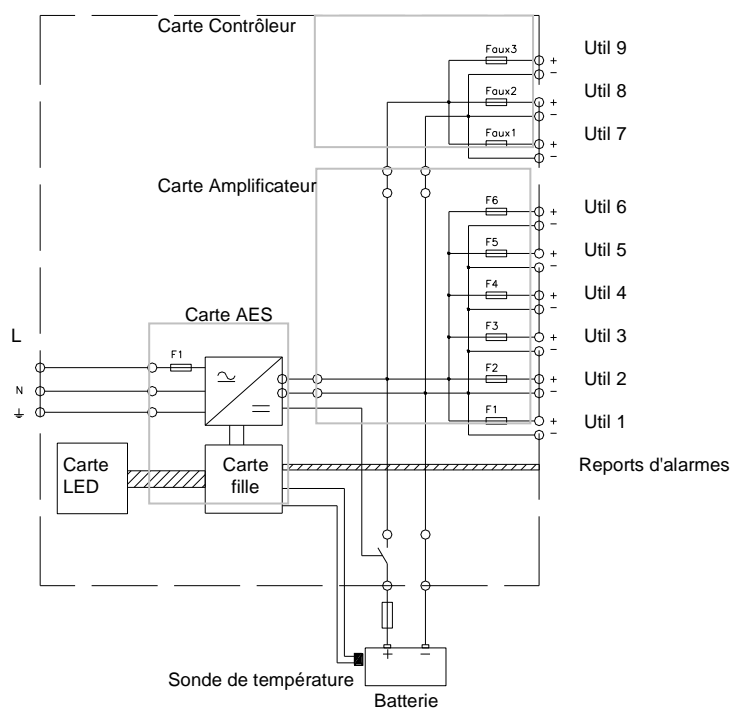 Carte Contrôleur
Faux3
+
Util 9
−
Faux2
+
Util 8
−
Faux1
+
Util 7
−
Carte Amplificateur
F6
+
Util 6
−
F5
+
Util 5
−
F4
+
Util 4
−
Carte AES
F3
+
Util 3
−
L
F1
F2
+
Util 2
−
N
F1
+
Util 1
−
Carte
LED
Carte
fille
Reports d'alarmes
+ −
Sonde de température
Batterie